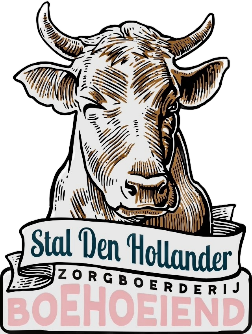 Stal Den Hollander
ZORGBOERDERIJ
BOEHOEIEND